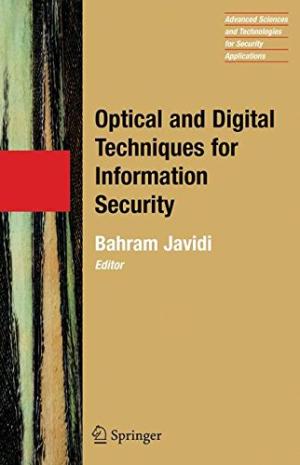 Advanced Sciences
and Technologies
for Security
Applications
Optical and Digital
Techniques for
Information
Security
Bahram Javidi
Editor
Springer